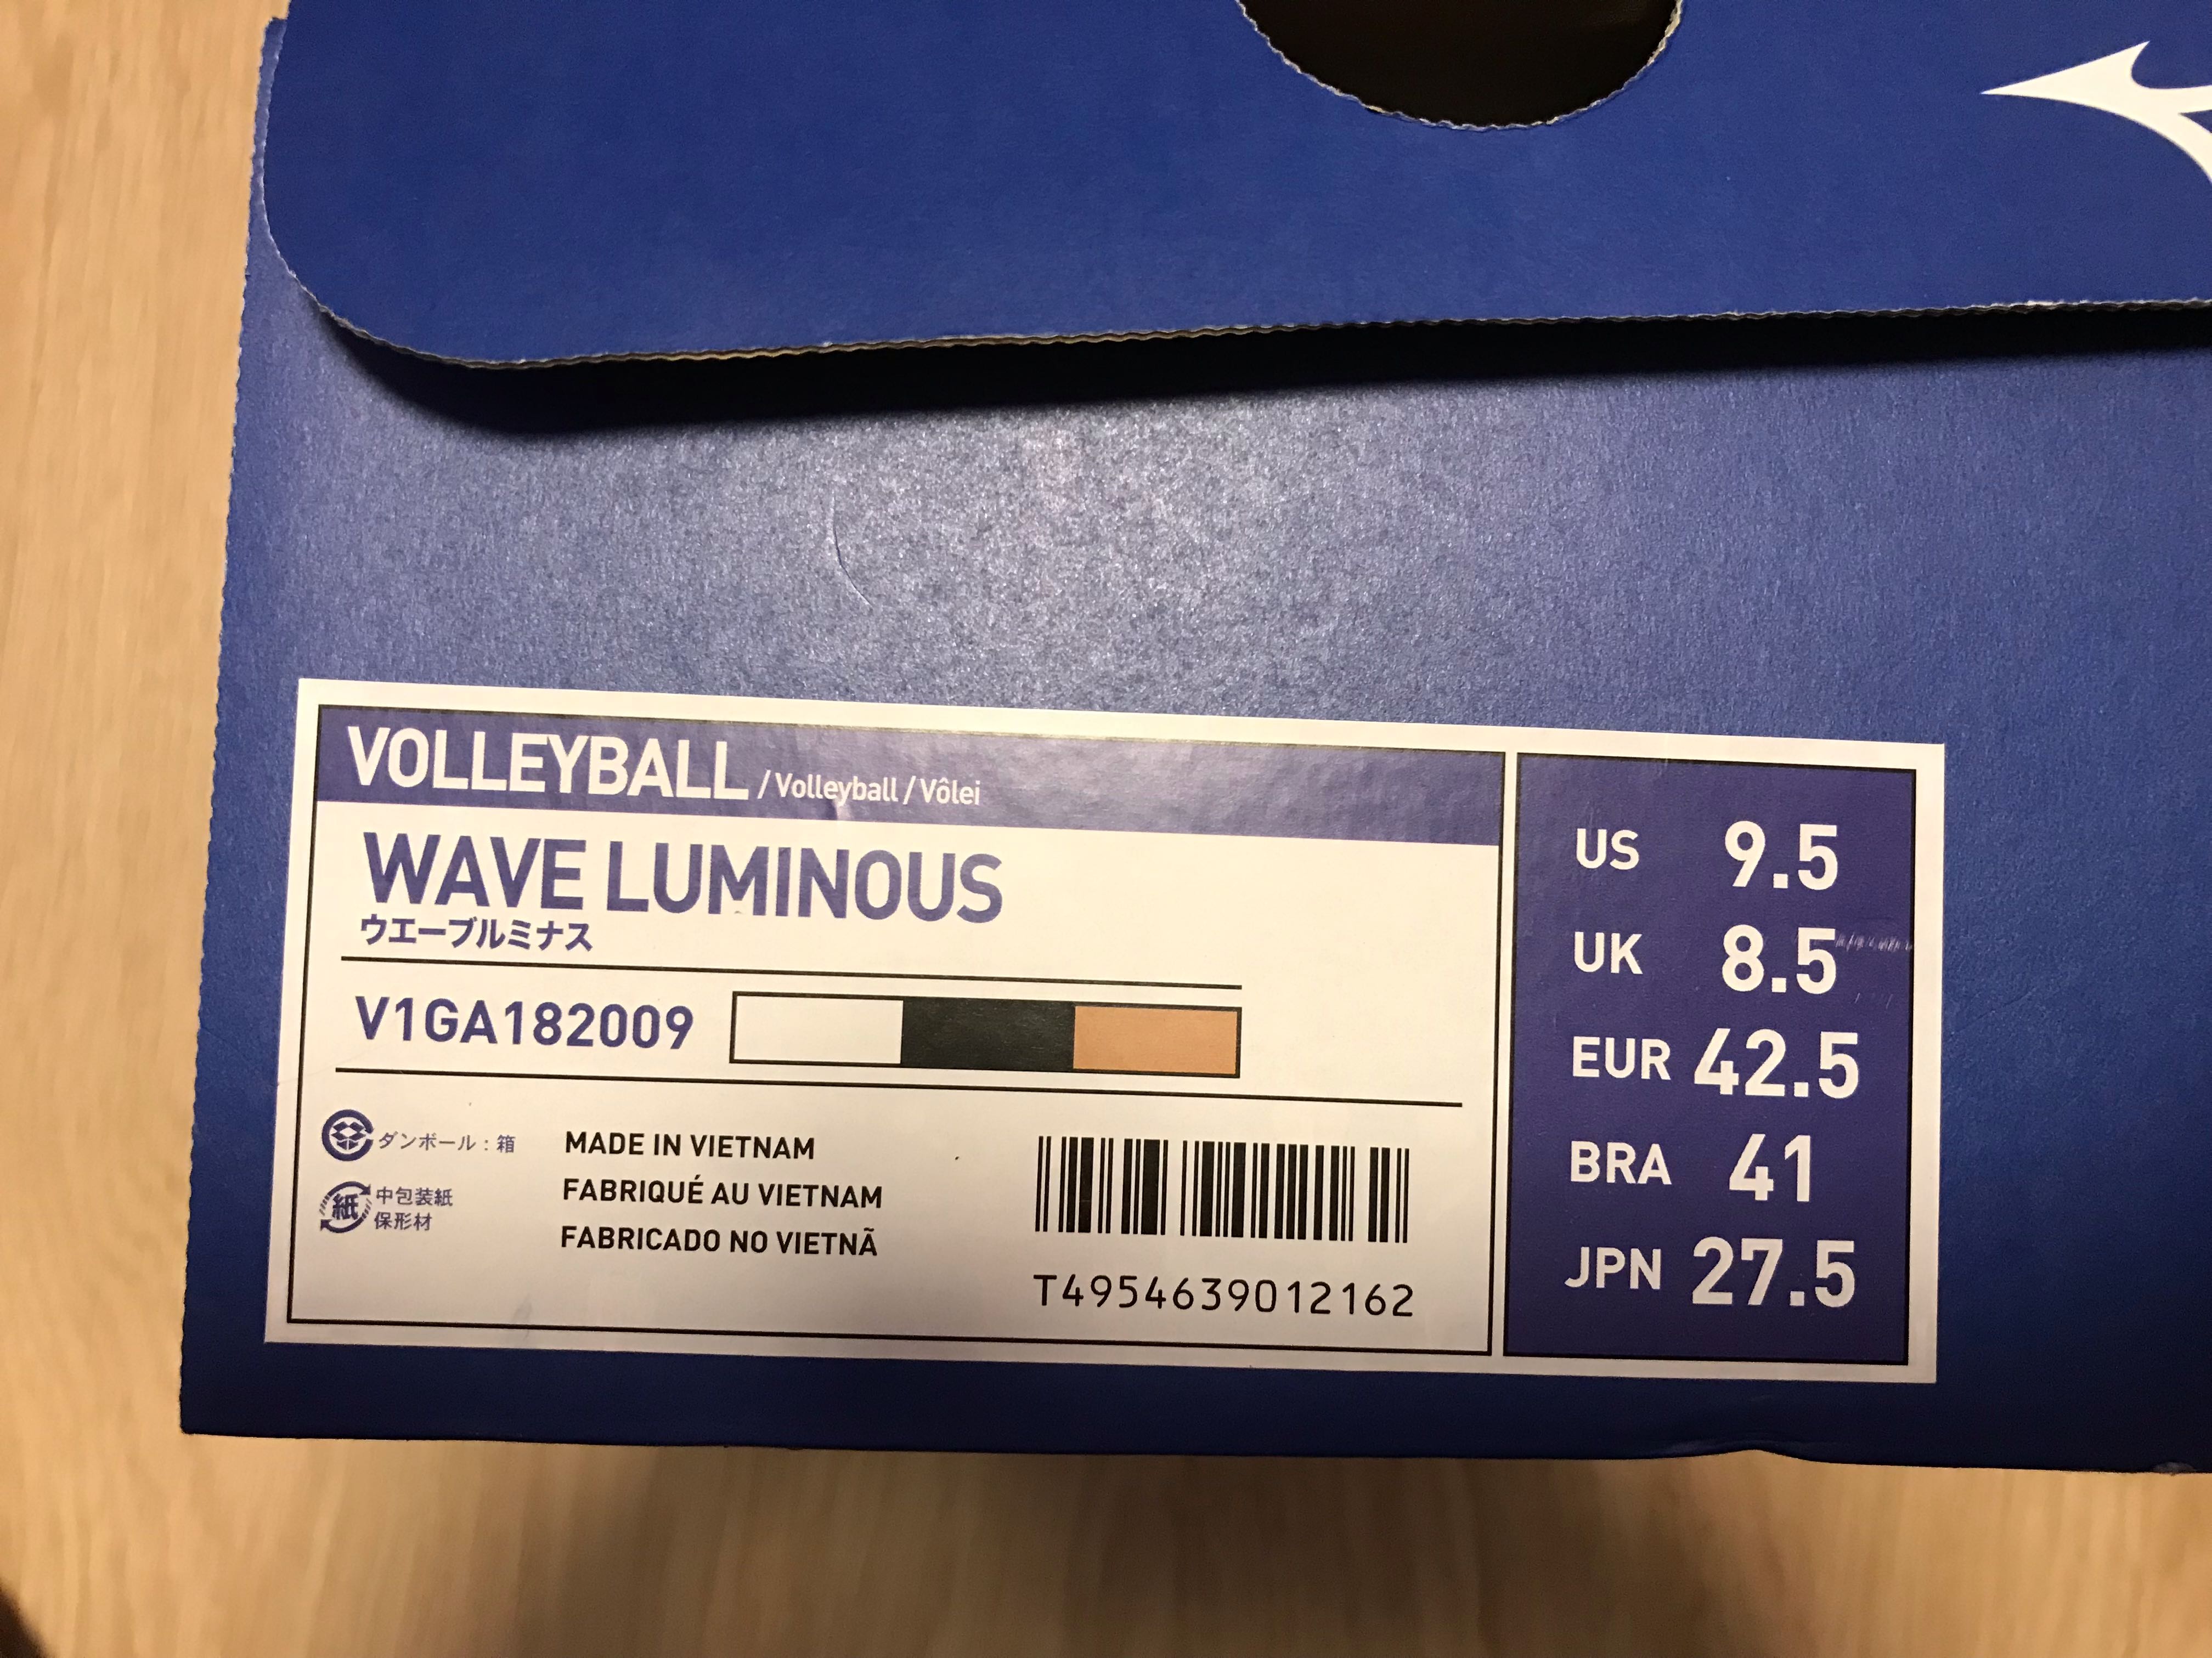 VOLLEYBALL / Volleyball / Vôlei
WAVE LUMINOUS
ウエーブルミナス
V1GA182009
ダンボール : 箱
紙 中包装紙
保形材
MADE IN VIETNAM
FABRIQUÉ AU VIETNAM
FABRICADO NO VIETNÃ
T4954639012162
US 9.5
UK 8.5
EUR 42.5
BRA 41
JPN 27.5